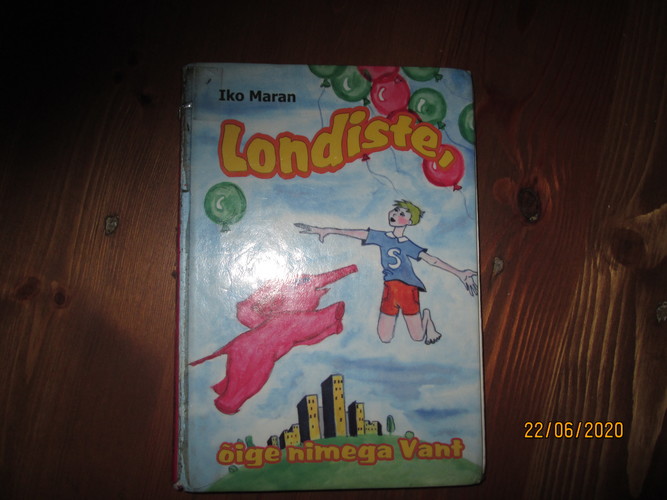 Iko Maran
Londiste,
S
õige nimega Vant
22/06/2020